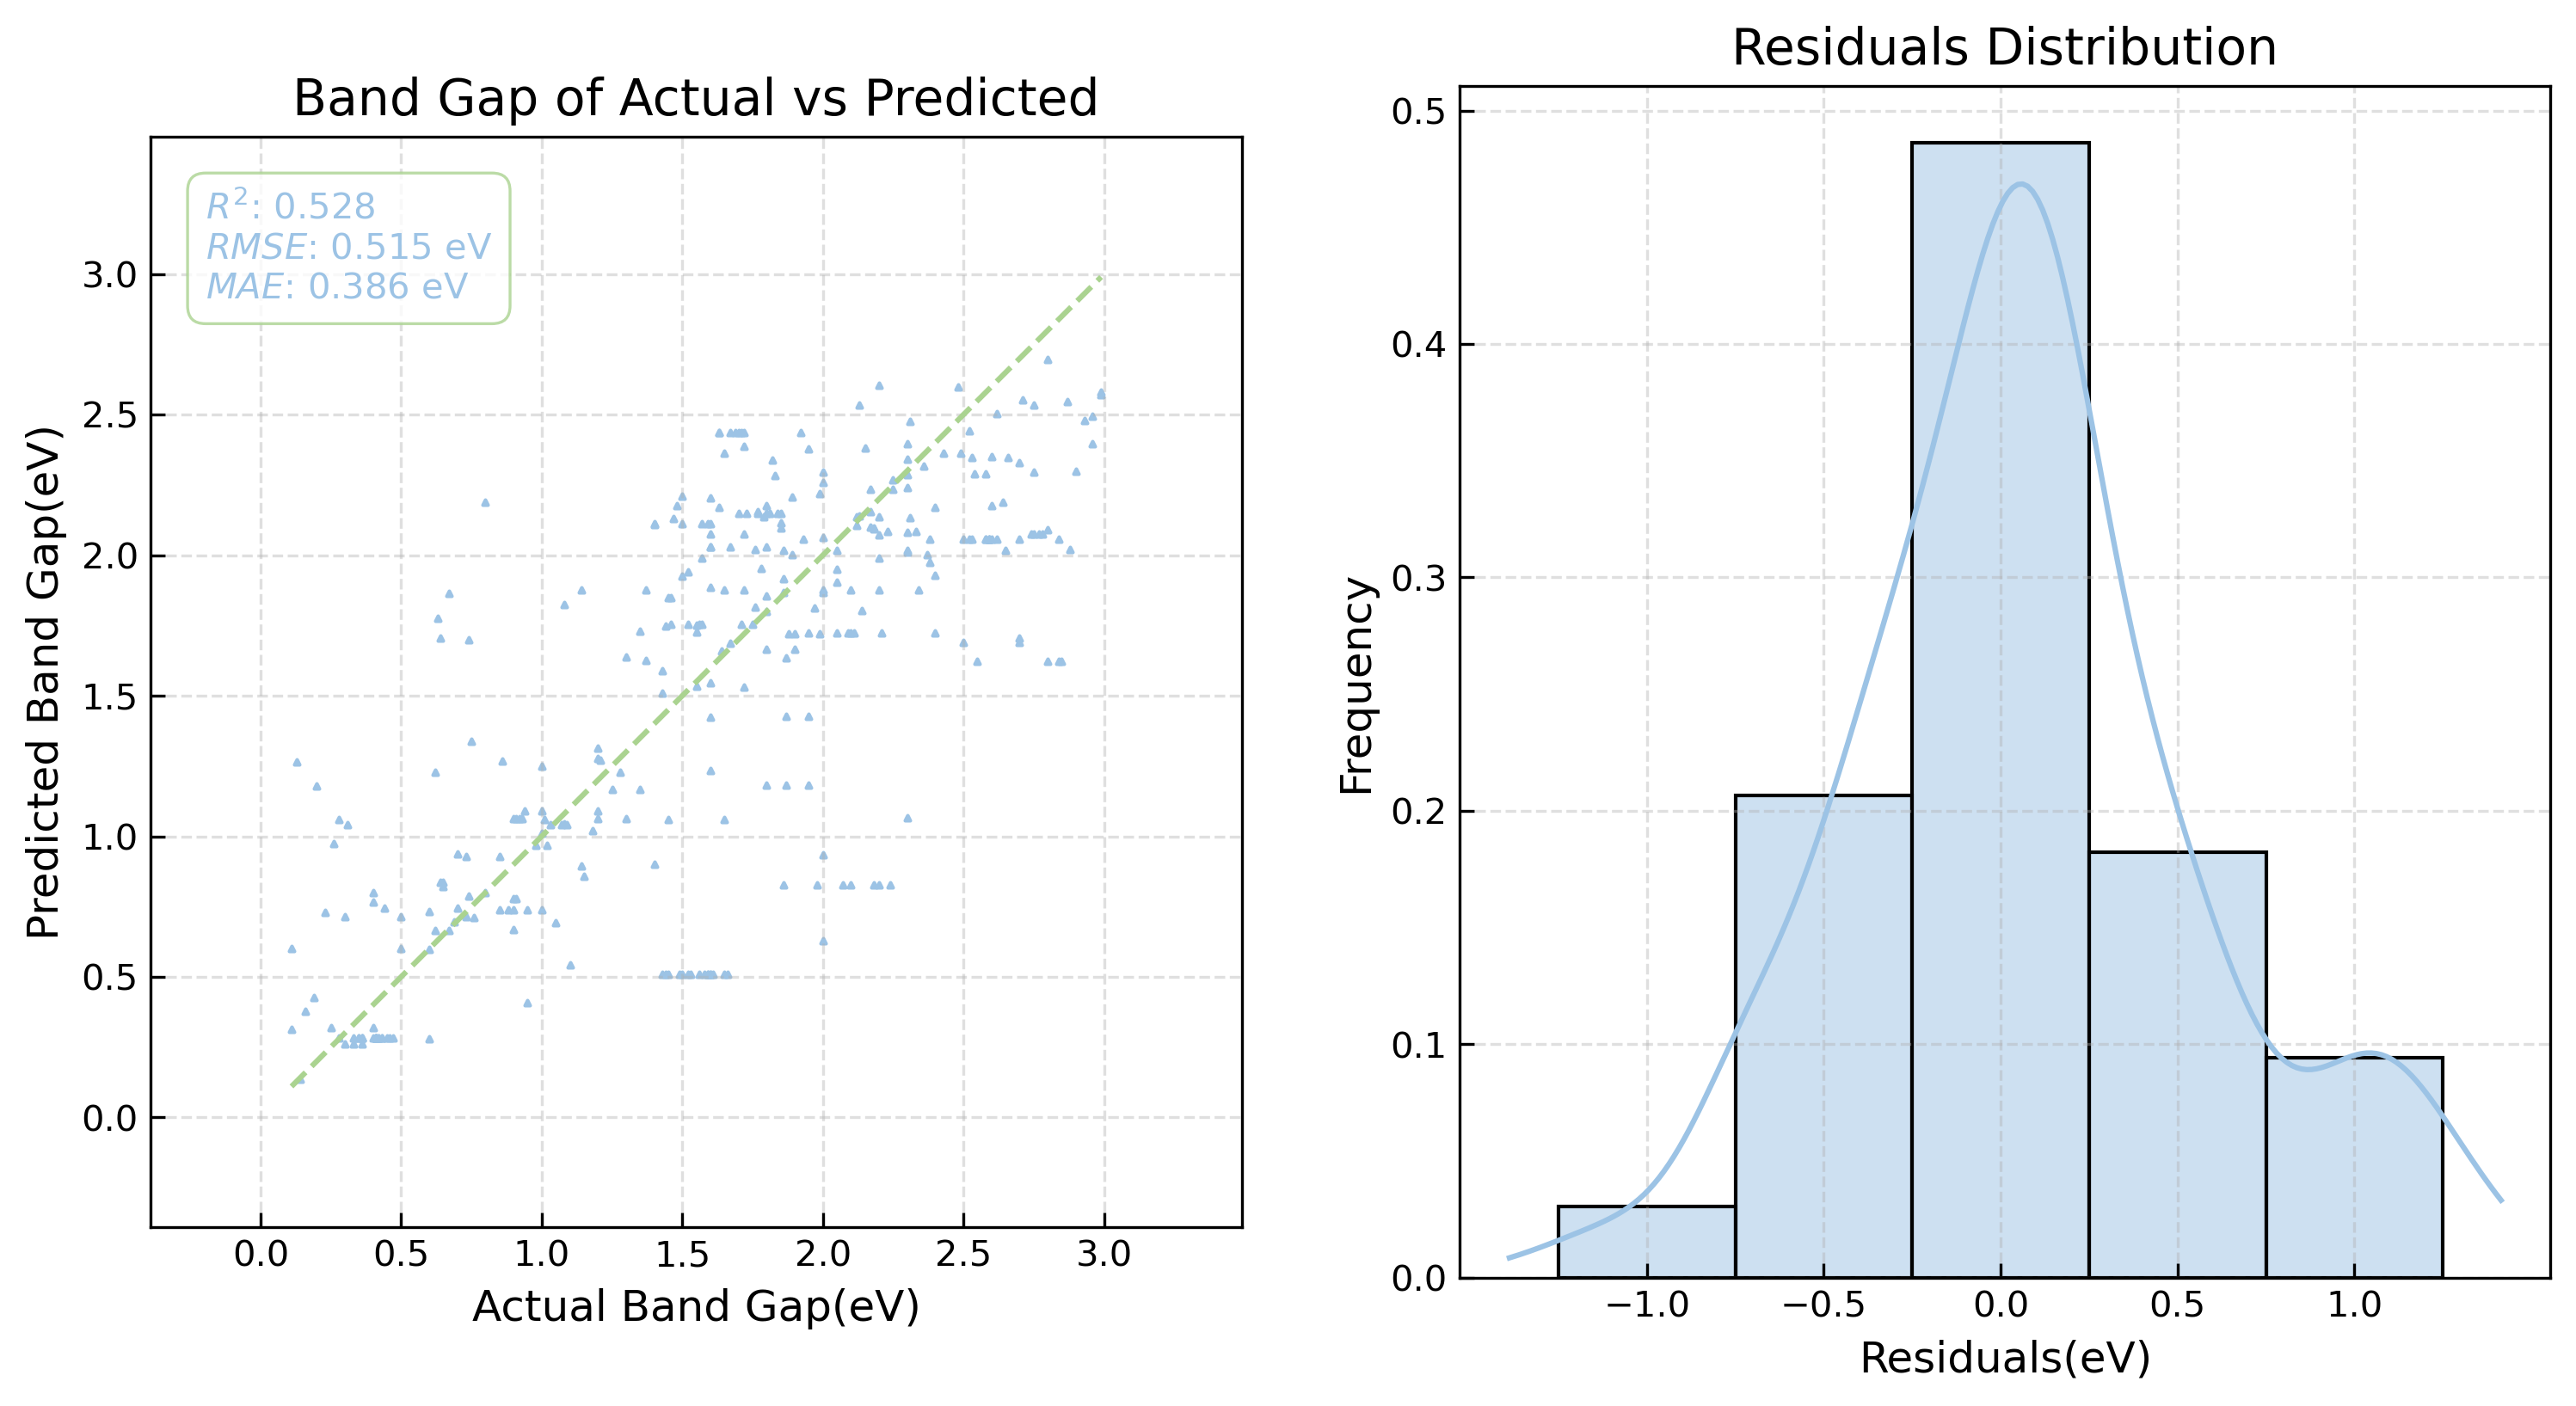 Band Gap of Actual vs Predicted
R²: 0.528
RMSE: 0.515 eV
MAE: 0.386 eV
Predicted Band Gap(eV)
3.0
2.5
2.0
1.5
1.0
0.5
0.0
0.0 0.5 1.0 1.5 2.0 2.5 3.0
Actual Band Gap(eV)
Residuals Distribution
Frequency
0.5
0.4
0.3
0.2
0.1
0.0
−1.0 −0.5 0.0 0.5 1.0
Residuals(eV)